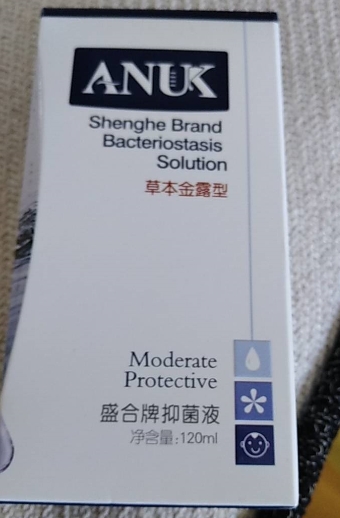 ANUK
Shenghe Brand
Bacteriostasis
Solution
草本金露型
Moderate
Protective
盛合牌抑菌液
净含量:120ml